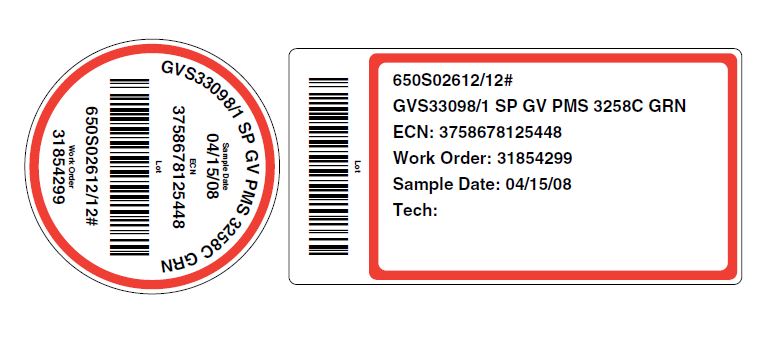 GVS33098/1 SP GV PMS 3258C GRN
Sample Date
04/15/08
ECN
3758678125448
Lot
650S02612/12#
Work Order
31854299
Lot
650S02612/12#
GVS33098/1 SP GV PMS 3258C GRN
ECN: 3758678125448
Work Order: 31854299
Sample Date: 04/15/08
Tech: